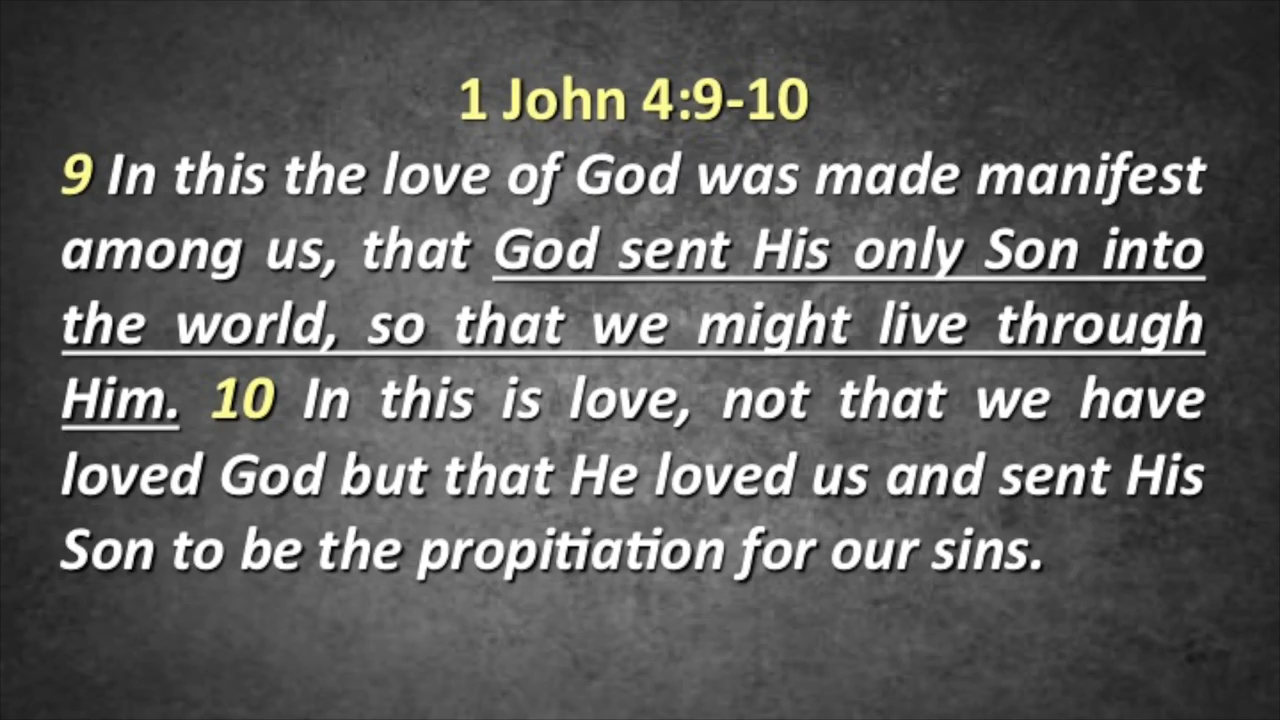 1 John 4:9-10
9 In this the love of God was made manifest
among us, that God sent His only Son into
the world, so that we might live through
Him. 10 In this is love, not that we have
loved God but that He loved us and sent His
Son to be the propitiation for our sins.